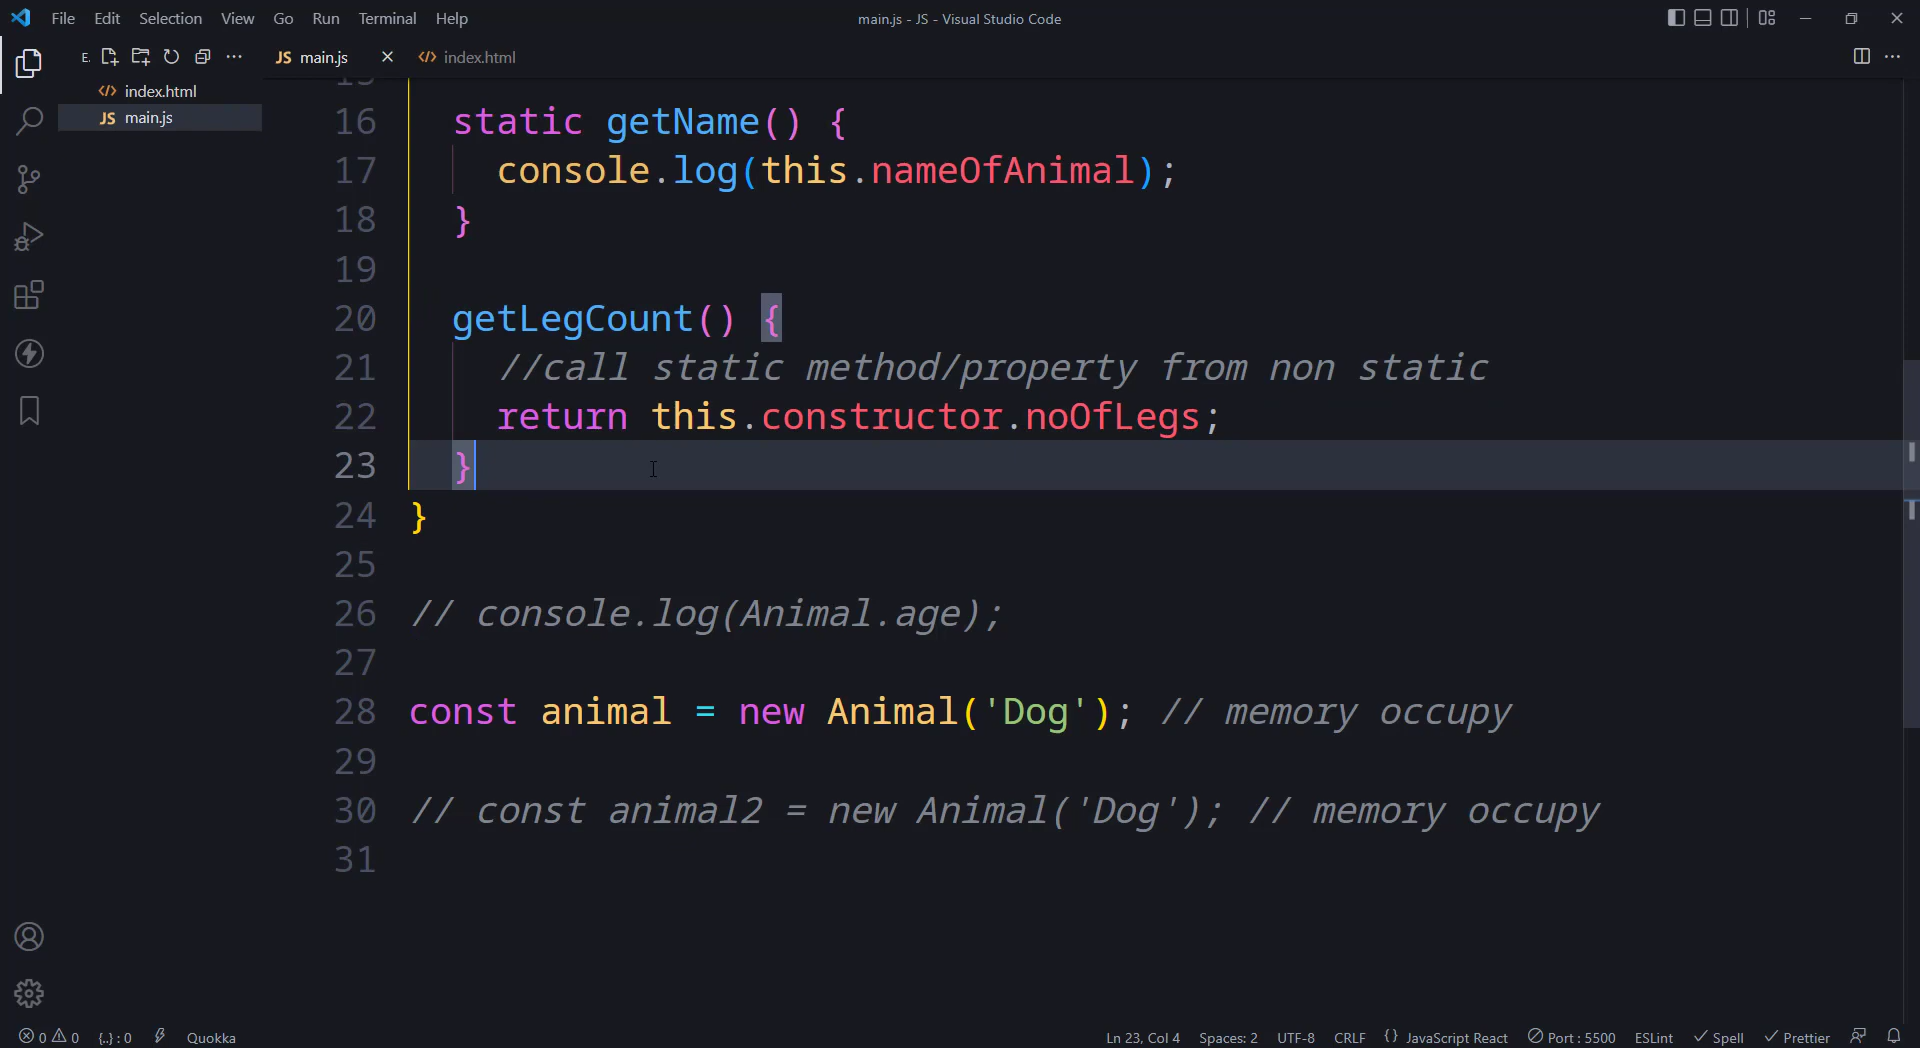 File Edit Selection View Go Run Terminal Help main.js - JS - Visual Studio Code
E. JS main.js index.html
index.html
JS main.js
16 static getName() {
17 console.log(this.nameOfAnimal);
18 }
19
20 getLegCount() {
21 //call static method/property from non static
22 return this.constructor.noOfLegs;
23 }
24 }
25
26 // console.log(Animal.age);
27
28 const animal = new Animal('Dog'); // memory occupy
29
30 // const animal2 = new Animal('Dog'); // memory occupy
31
0 0 {..} : 0 Quokka Ln 23, Col 4 Spaces: 2 UTF-8 CRLF {} JavaScript React Port : 5500 ESLint Spell Prettier